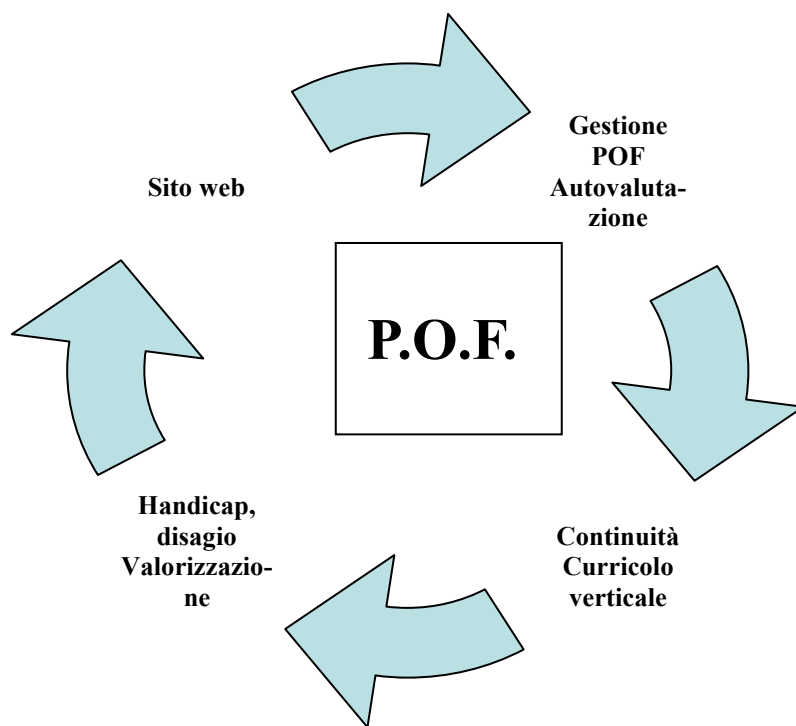 Sito web
Gestione
POF
Autovaluta-
zione
P.O.F.
Handicap,
disagio
Valorizzazio-
ne
Continuità
Curricolo
verticale